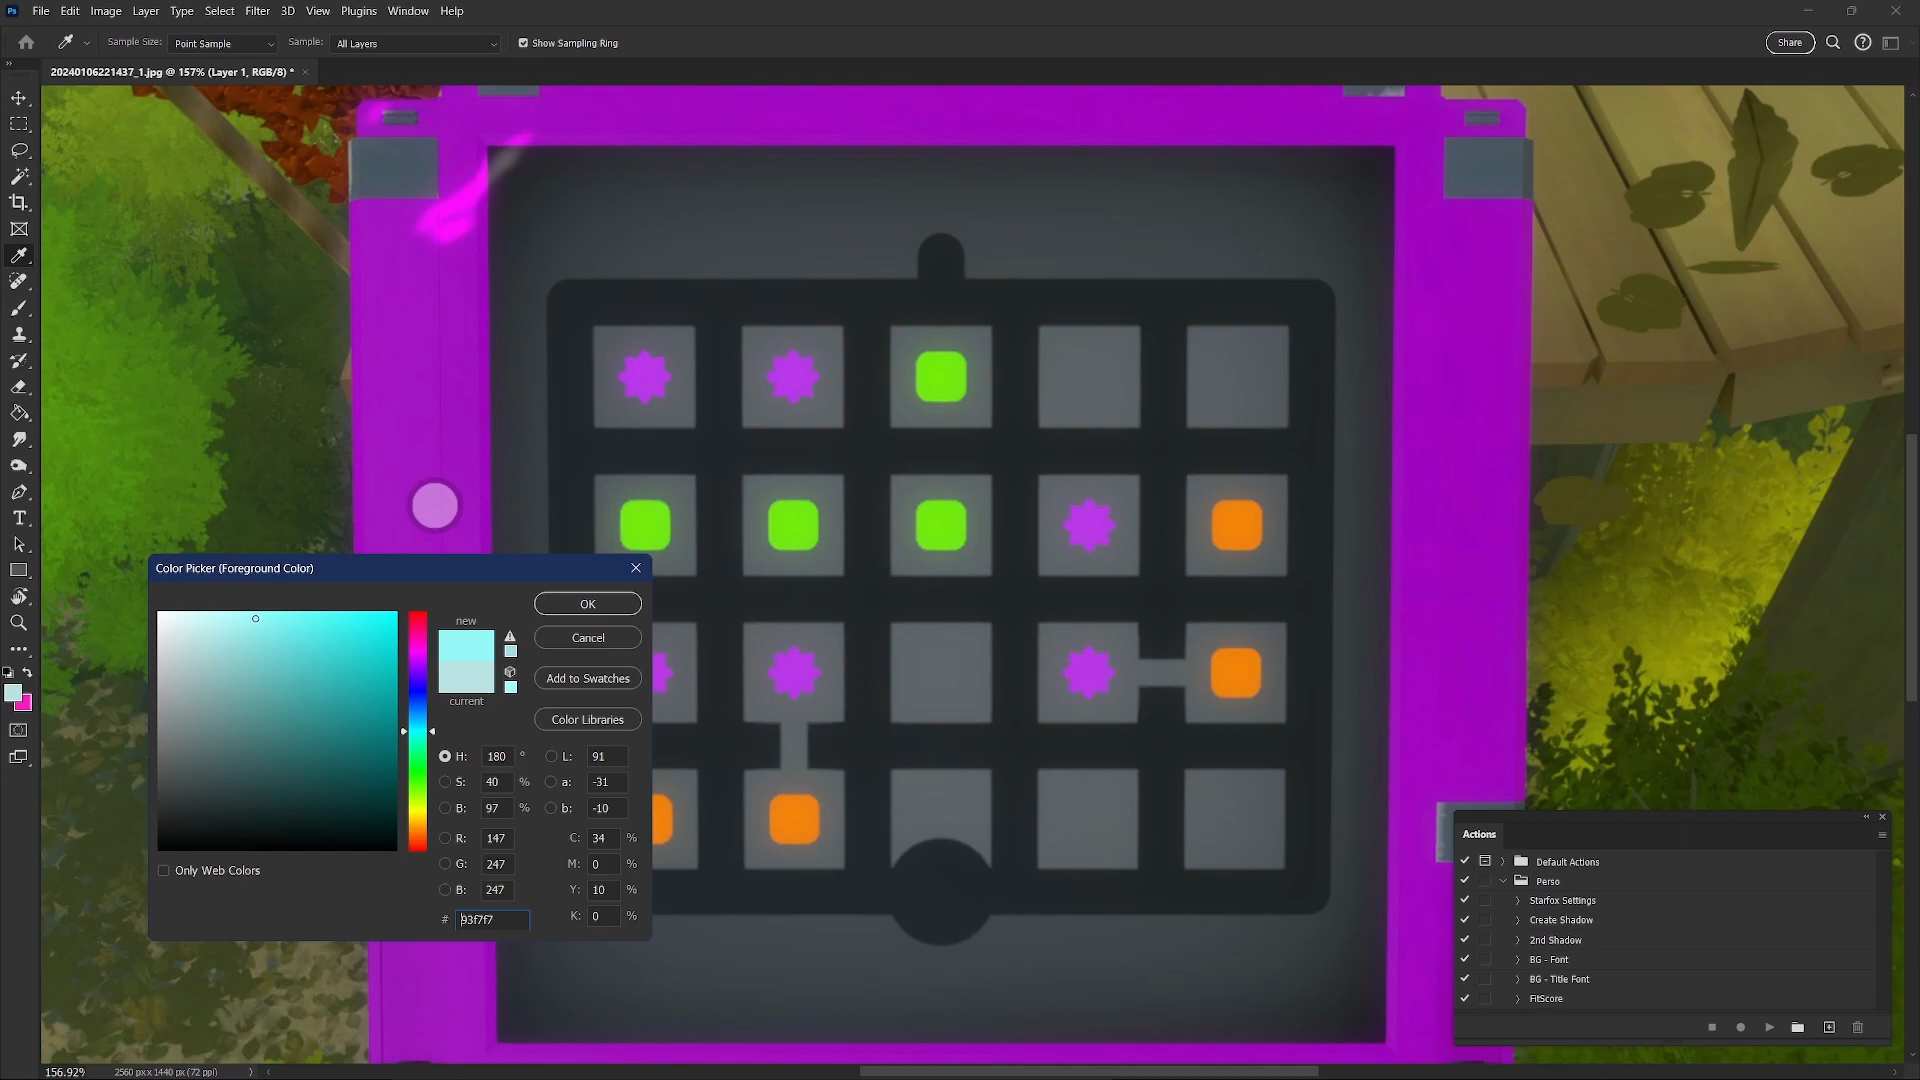 Ps File Edit Image Layer Type Select Filter 3D View Plugins Window Help
Sample Size: Point Sample Sample: All Layers Show Sampling Ring Share
20240106221437_1.jpg @ 157% (Layer 1, RGB/8) *
Color Picker (Foreground Color)
new
OK
Cancel
Add to Swatches
current
Color Libraries
H: 180 ° L: 91
S: 40 % a: -31
B: 97 % b: -10
R: 147 C: 34 %
G: 247 M: 0 %
Only Web Colors
B: 247 Y: 10 %
# 93f7f7 K: 0 %
Actions
Default Actions
Perso
Starfox Settings
Create Shadow
2nd Shadow
BG - Font
BG - Title Font
FitScore
156.92% 2560 px x 1440 px (72 ppi)